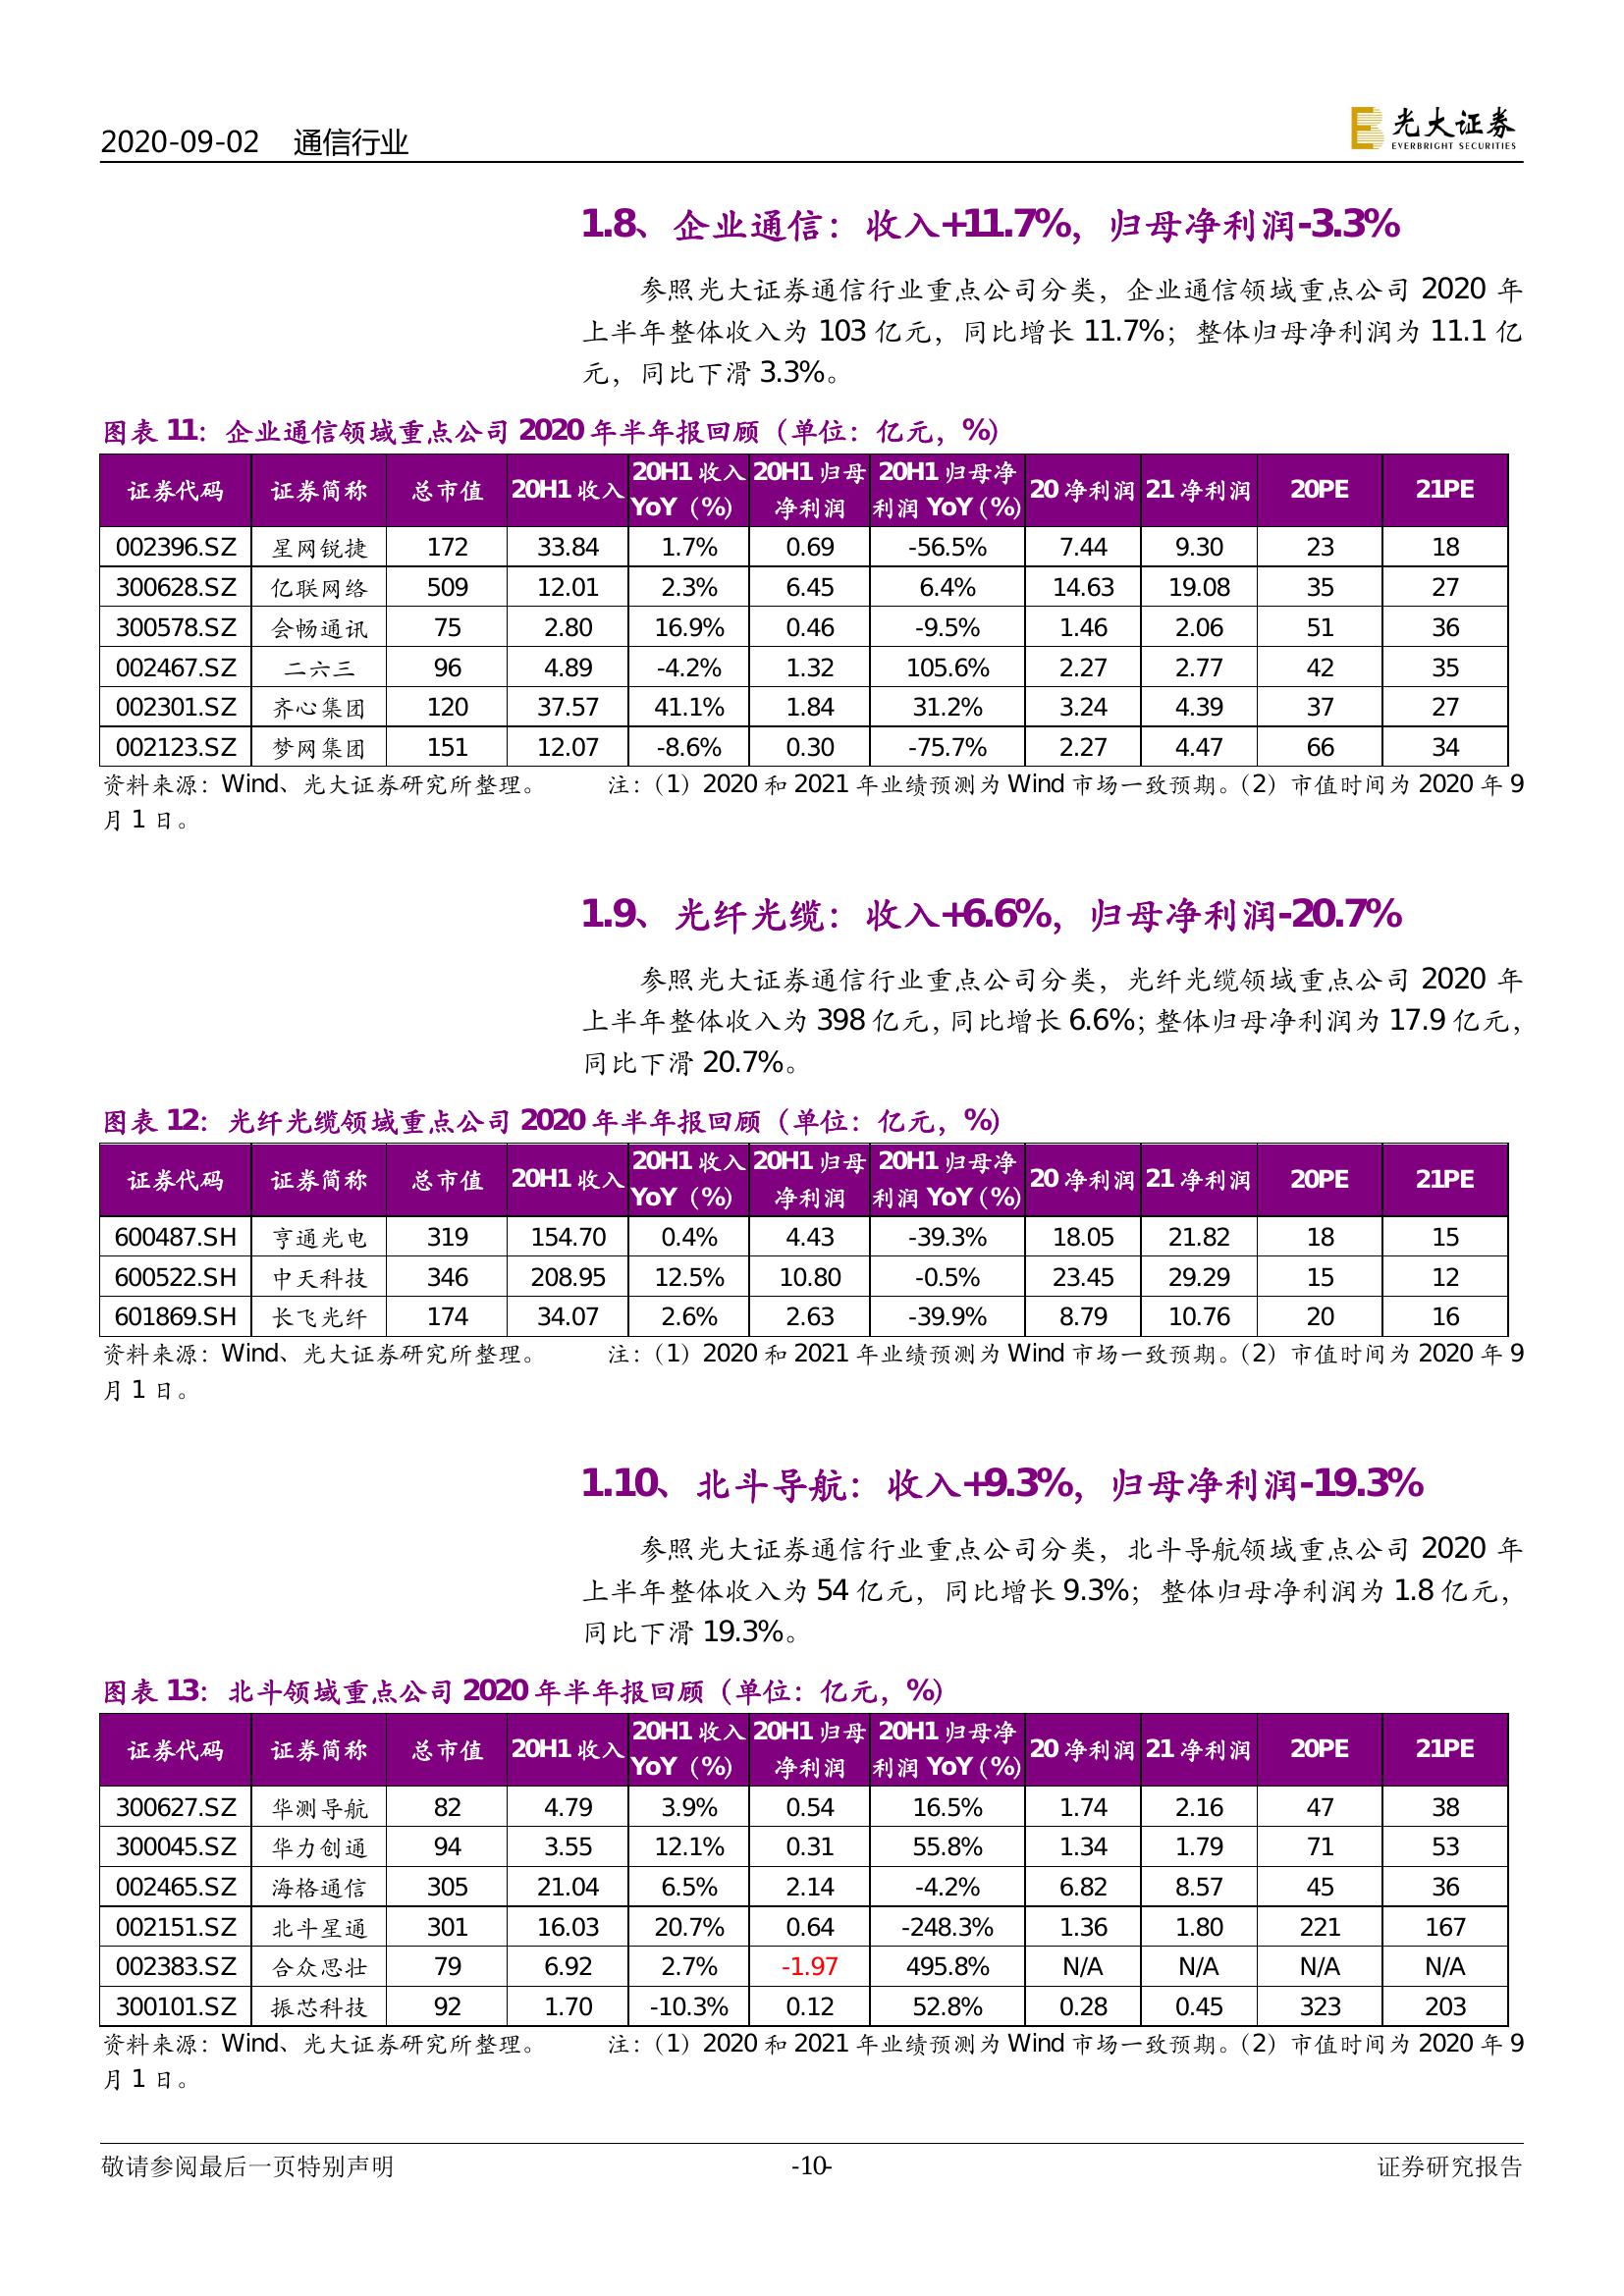 2020-09-02 通信行业
光大证券
EVERBRIGHT SECURITIES
1.8、企业通信：收入+11.7%，归母净利润-3.3%
参照光大证券通信行业重点公司分类，企业通信领域重点公司 2020 年
上半年整体收入为 103 亿元，同比增长 11.7%；整体归母净利润为 11.1 亿
元，同比下滑 3.3%。
图表 11：企业通信领域重点公司 2020 年半年报回顾（单位：亿元，%）
证券代码 证券简称 总市值 20H1 收入 20H1 收入 YoY（%） 20H1 归母净利润 20H1 归母净利润 YoY（%） 20 净利润 21 净利润 20PE 21PE
002396.SZ 星网锐捷 172 33.84 1.7% 0.69 -56.5% 7.44 9.30 23 18
300628.SZ 亿联网络 509 12.01 2.3% 6.45 6.4% 14.63 19.08 35 27
300578.SZ 会畅通讯 75 2.80 16.9% 0.46 -9.5% 1.46 2.06 51 36
002467.SZ 二六三 96 4.89 -4.2% 1.32 105.6% 2.27 2.77 42 35
002301.SZ 齐心集团 120 37.57 41.1% 1.84 31.2% 3.24 4.39 37 27
002123.SZ 梦网集团 151 12.07 -8.6% 0.30 -75.7% 2.27 4.47 66 34
资料来源：Wind、光大证券研究所整理。 注：（1）2020 和 2021 年业绩预测为 Wind 市场一致预期。（2）市值时间为 2020 年 9
月 1 日。
1.9、光纤光缆：收入+6.6%，归母净利润-20.7%
参照光大证券通信行业重点公司分类，光纤光缆领域重点公司 2020 年
上半年整体收入为 398 亿元，同比增长 6.6%；整体归母净利润为 17.9 亿元，
同比下滑 20.7%。
图表 12：光纤光缆领域重点公司 2020 年半年报回顾（单位：亿元，%）
证券代码 证券简称 总市值 20H1 收入 20H1 收入 YoY（%） 20H1 归母净利润 20H1 归母净利润 YoY（%） 20 净利润 21 净利润 20PE 21PE
600487.SH 亨通光电 319 154.70 0.4% 4.43 -39.3% 18.05 21.82 18 15
600522.SH 中天科技 346 208.95 12.5% 10.80 -0.5% 23.45 29.29 15 12
601869.SH 长飞光纤 174 34.07 2.6% 2.63 -39.9% 8.79 10.76 20 16
资料来源：Wind、光大证券研究所整理。 注：（1）2020 和 2021 年业绩预测为 Wind 市场一致预期。（2）市值时间为 2020 年 9
月 1 日。
1.10、北斗导航：收入+9.3%，归母净利润-19.3%
参照光大证券通信行业重点公司分类，北斗导航领域重点公司 2020 年
上半年整体收入为 54 亿元，同比增长 9.3%；整体归母净利润为 1.8 亿元，
同比下滑 19.3%。
图表 13：北斗领域重点公司 2020 年半年报回顾（单位：亿元，%）
证券代码 证券简称 总市值 20H1 收入 20H1 收入 YoY（%） 20H1 归母净利润 20H1 归母净利润 YoY（%） 20 净利润 21 净利润 20PE 21PE
300627.SZ 华测导航 82 4.79 3.9% 0.54 16.5% 1.74 2.16 47 38
300045.SZ 华力创通 94 3.55 12.1% 0.31 55.8% 1.34 1.79 71 53
002465.SZ 海格通信 305 21.04 6.5% 2.14 -4.2% 6.82 8.57 45 36
002151.SZ 北斗星通 301 16.03 20.7% 0.64 -248.3% 1.36 1.80 221 167
002383.SZ 合众思壮 79 6.92 2.7% -1.97 495.8% N/A N/A N/A N/A
300101.SZ 振芯科技 92 1.70 -10.3% 0.12 52.8% 0.28 0.45 323 203
资料来源：Wind、光大证券研究所整理。 注：（1）2020 和 2021 年业绩预测为 Wind 市场一致预期。（2）市值时间为 2020 年 9
月 1 日。
敬请参阅最后一页特别声明 -10- 证券研究报告